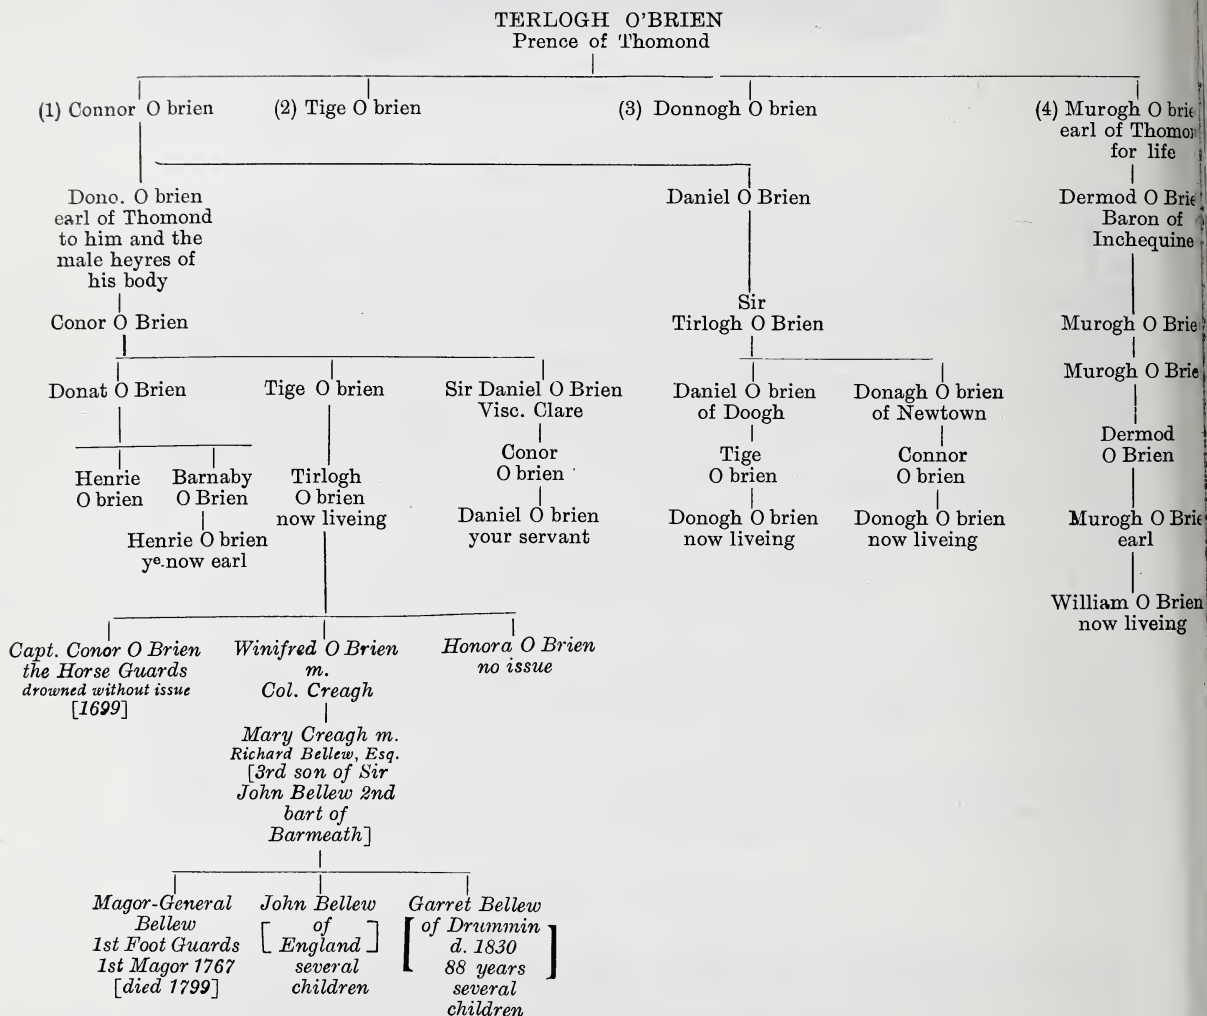 TERLOGH O'BRIEN
Prence of Thomond
(1) Connor O brien
(2) Tige O brien
(3) Donnogh O brien
(4) Murogh O brie
earl of Thomon
for life
Dono. O brien
earl of Thomond
to him and the
male heyres of
his body
Daniel O Brien
Dermod O Brie
Baron of
Inchequine
Conor O Brien
Sir
Tirlogh O Brien
Murogh O Brie
Donat O Brien
Tige O brien
Sir Daniel O Brien
Visc. Clare
Daniel O brien
of Doogh
Donagh O brien
of Newtown
Murogh O Brie
Henrie
O brien
Barnaby
O Brien
Tirlogh
O brien
now liveing
Conor
O brien
Tige
O brien
Connor
O brien
Dermod
O Brien
Henrie O brien
ye. now earl
Daniel O brien
your servant
Donogh O brien
now liveing
Donogh O brien
now liveing
Murogh O Brie
earl
William O Brien
now liveing
Capt. Conor O Brien
the Horse Guards
drowned without issue
[1699]
Winifred O Brien
m.
Col. Creagh
Honora O Brien
no issue
Mary Creagh m.
Richard Bellew, Esq.
[3rd son of Sir
John Bellew 2nd
bart of
Barmeath]
Magor-General
Bellew
1st Foot Guards
1st Magor 1767
[died 1799]
John Bellew
[of
England]
several
children
Garret Bellew
[of Drummin
d. 1830
88 years]
several
children